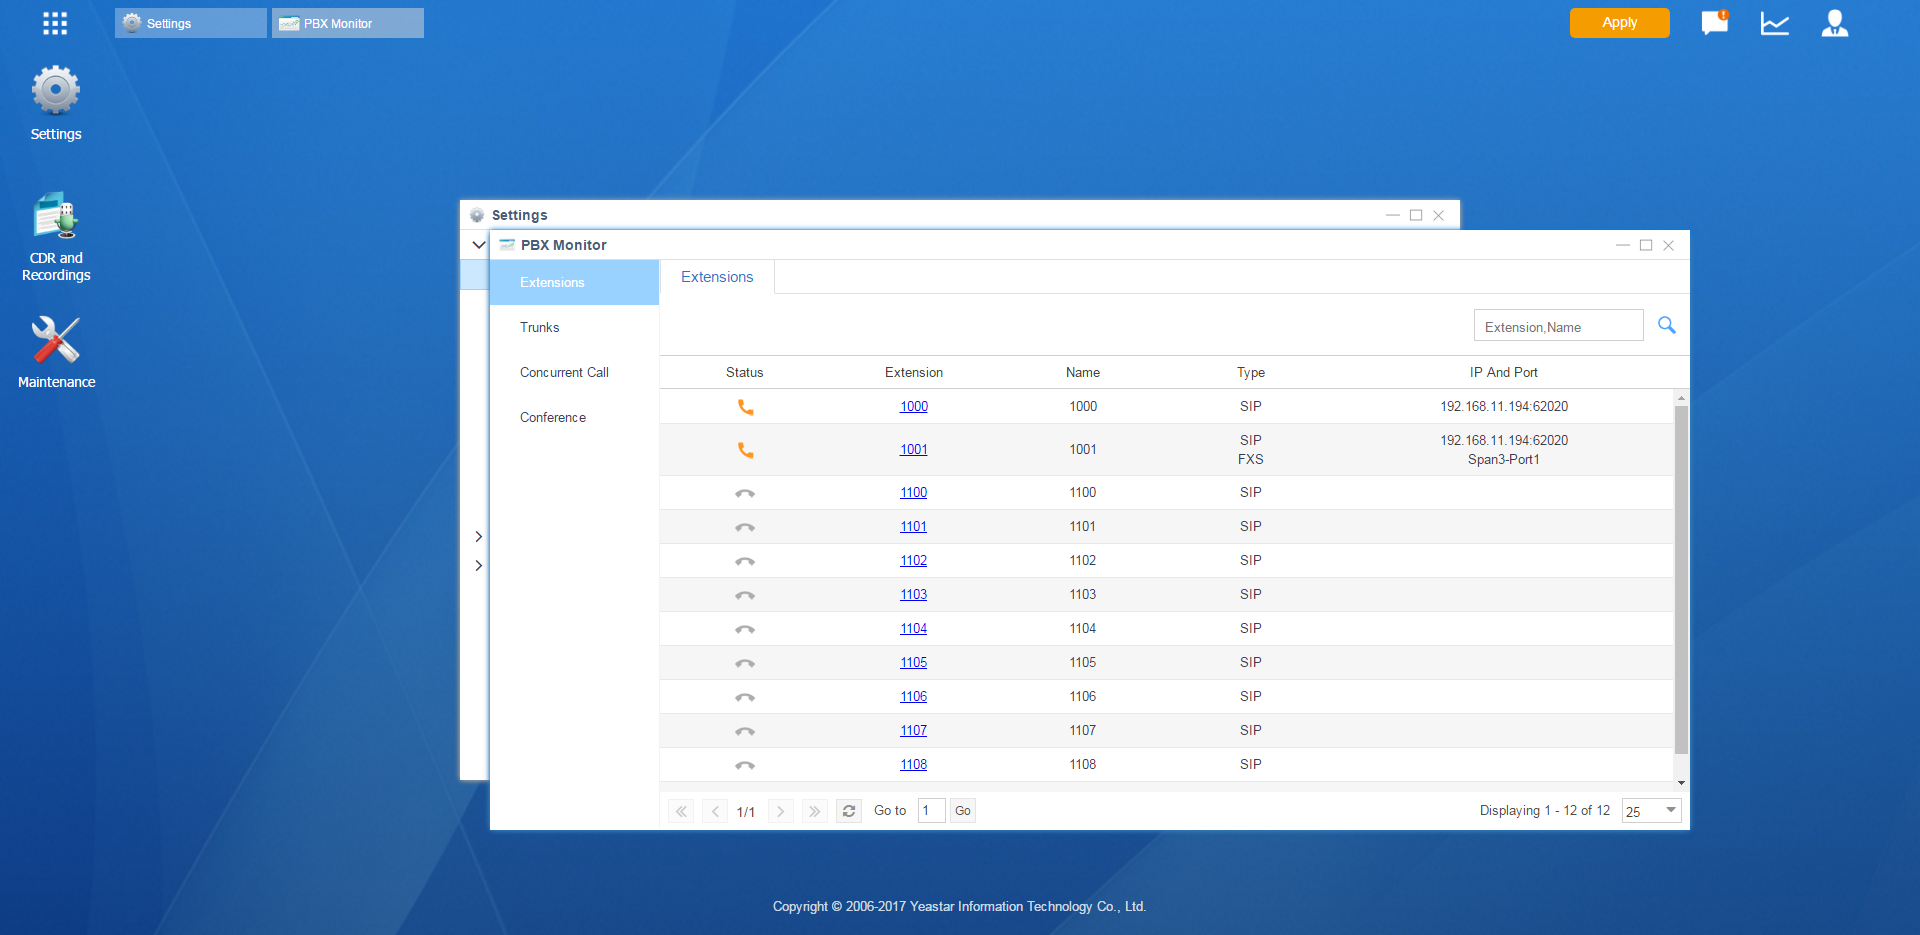 Settings
PBX Monitor
Apply
Settings
CDR and
Recordings
Maintenance
Settings
PBX Monitor
Extensions
Trunks
Concurrent Call
Conference
Extensions
Extension,Name
Status Extension Name Type IP And Port
1000 1000 SIP 192.168.11.194:62020
1001 1001 SIP 192.168.11.194:62020
FXS Span3-Port1
1100 1100 SIP
1101 1101 SIP
1102 1102 SIP
1103 1103 SIP
1104 1104 SIP
1105 1105 SIP
1106 1106 SIP
1107 1107 SIP
1108 1108 SIP
1/1 Go to 1 Go Displaying 1 - 12 of 12 25
Copyright © 2006-2017 Yeastar Information Technology Co., Ltd.